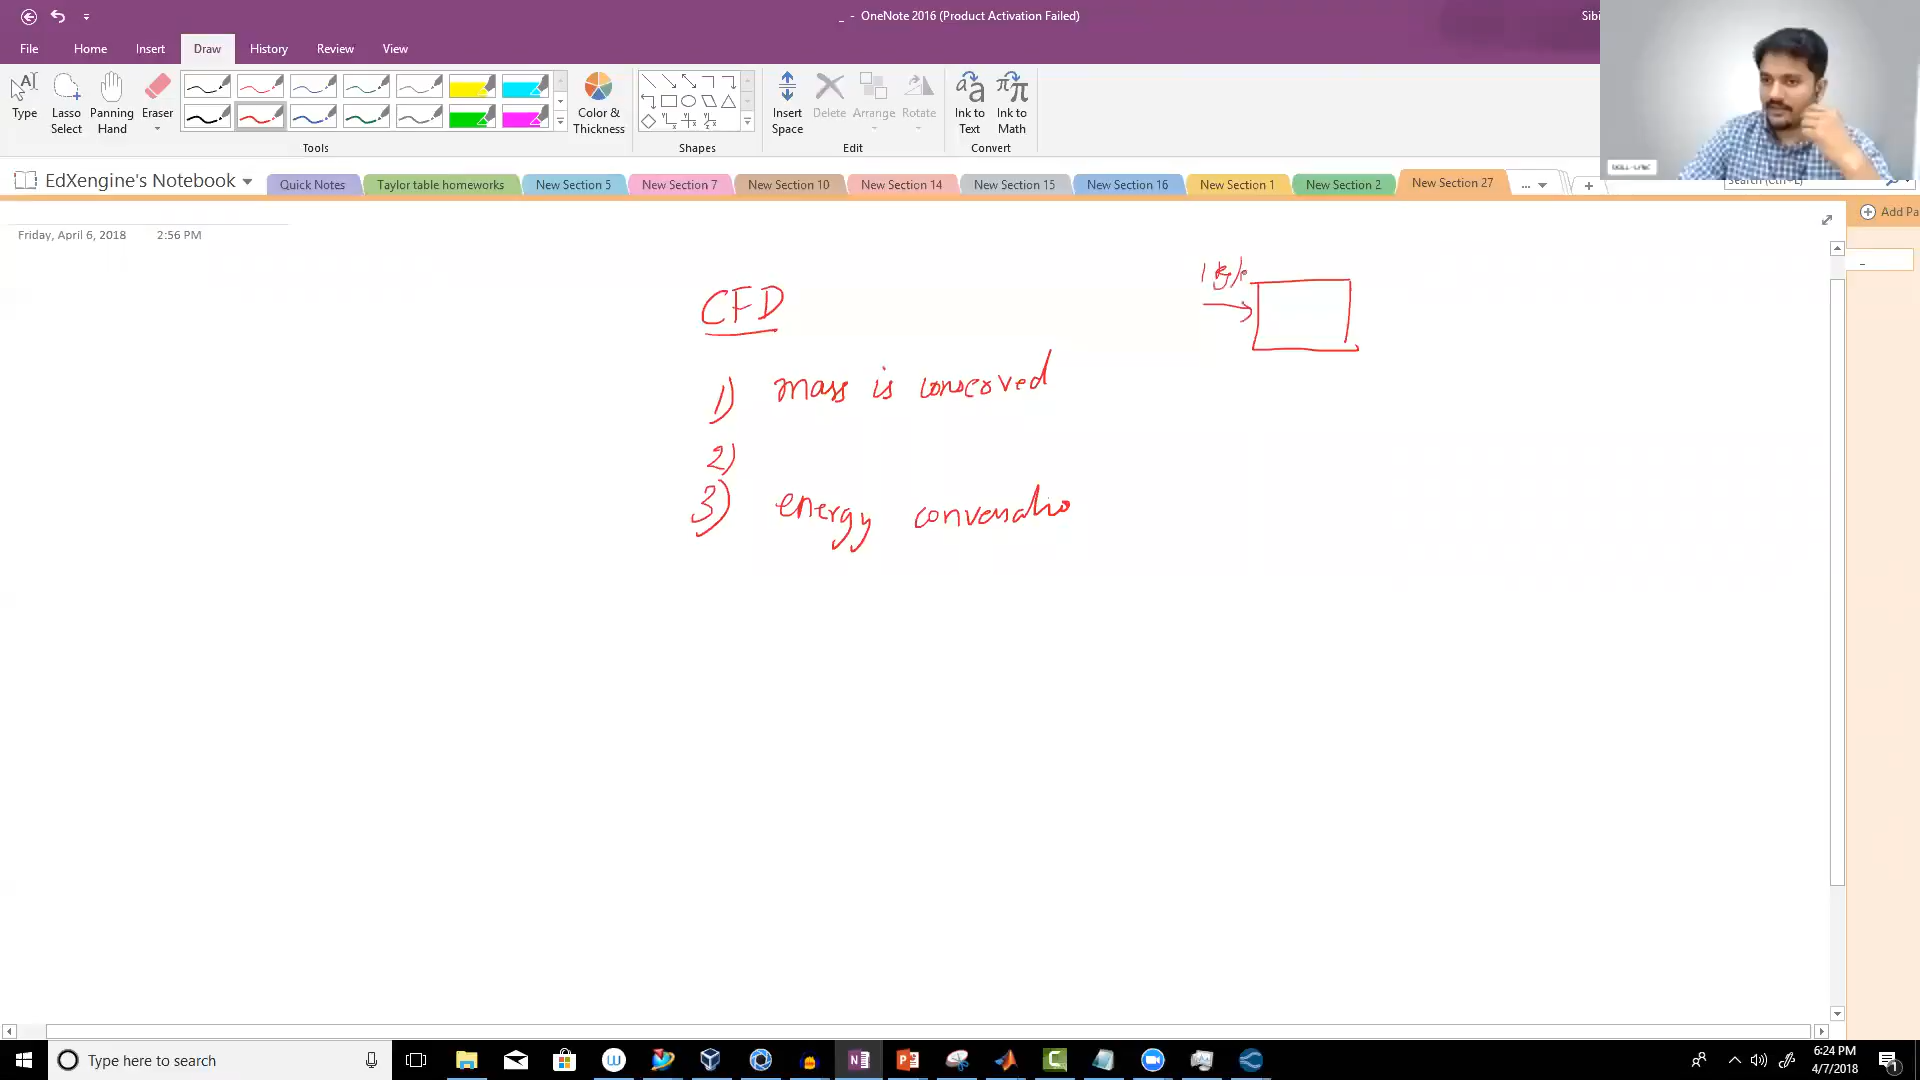 _ - OneNote 2016 (Product Activation Failed)
Sibi
File Home Insert Draw History Review View
Type
Lasso Select
Panning Hand
Eraser
Color & Thickness
Insert Space
Delete
Arrange
Rotate
Ink to Text
Ink to Math
Tools
Shapes
Edit
Convert
EdXengine's Notebook
Quick Notes
Taylor table homeworks
New Section 5
New Section 7
New Section 10
New Section 14
New Section 15
New Section 16
New Section 1
New Section 2
New Section 27
...
Search (Ctrl+E)
Add Pa
Friday, April 6, 2018 2:56 PM
1 kg/s
CFD
1) mass is conserved
2)
3) energy conversatio
Type here to search
6:24 PM
4/7/2018